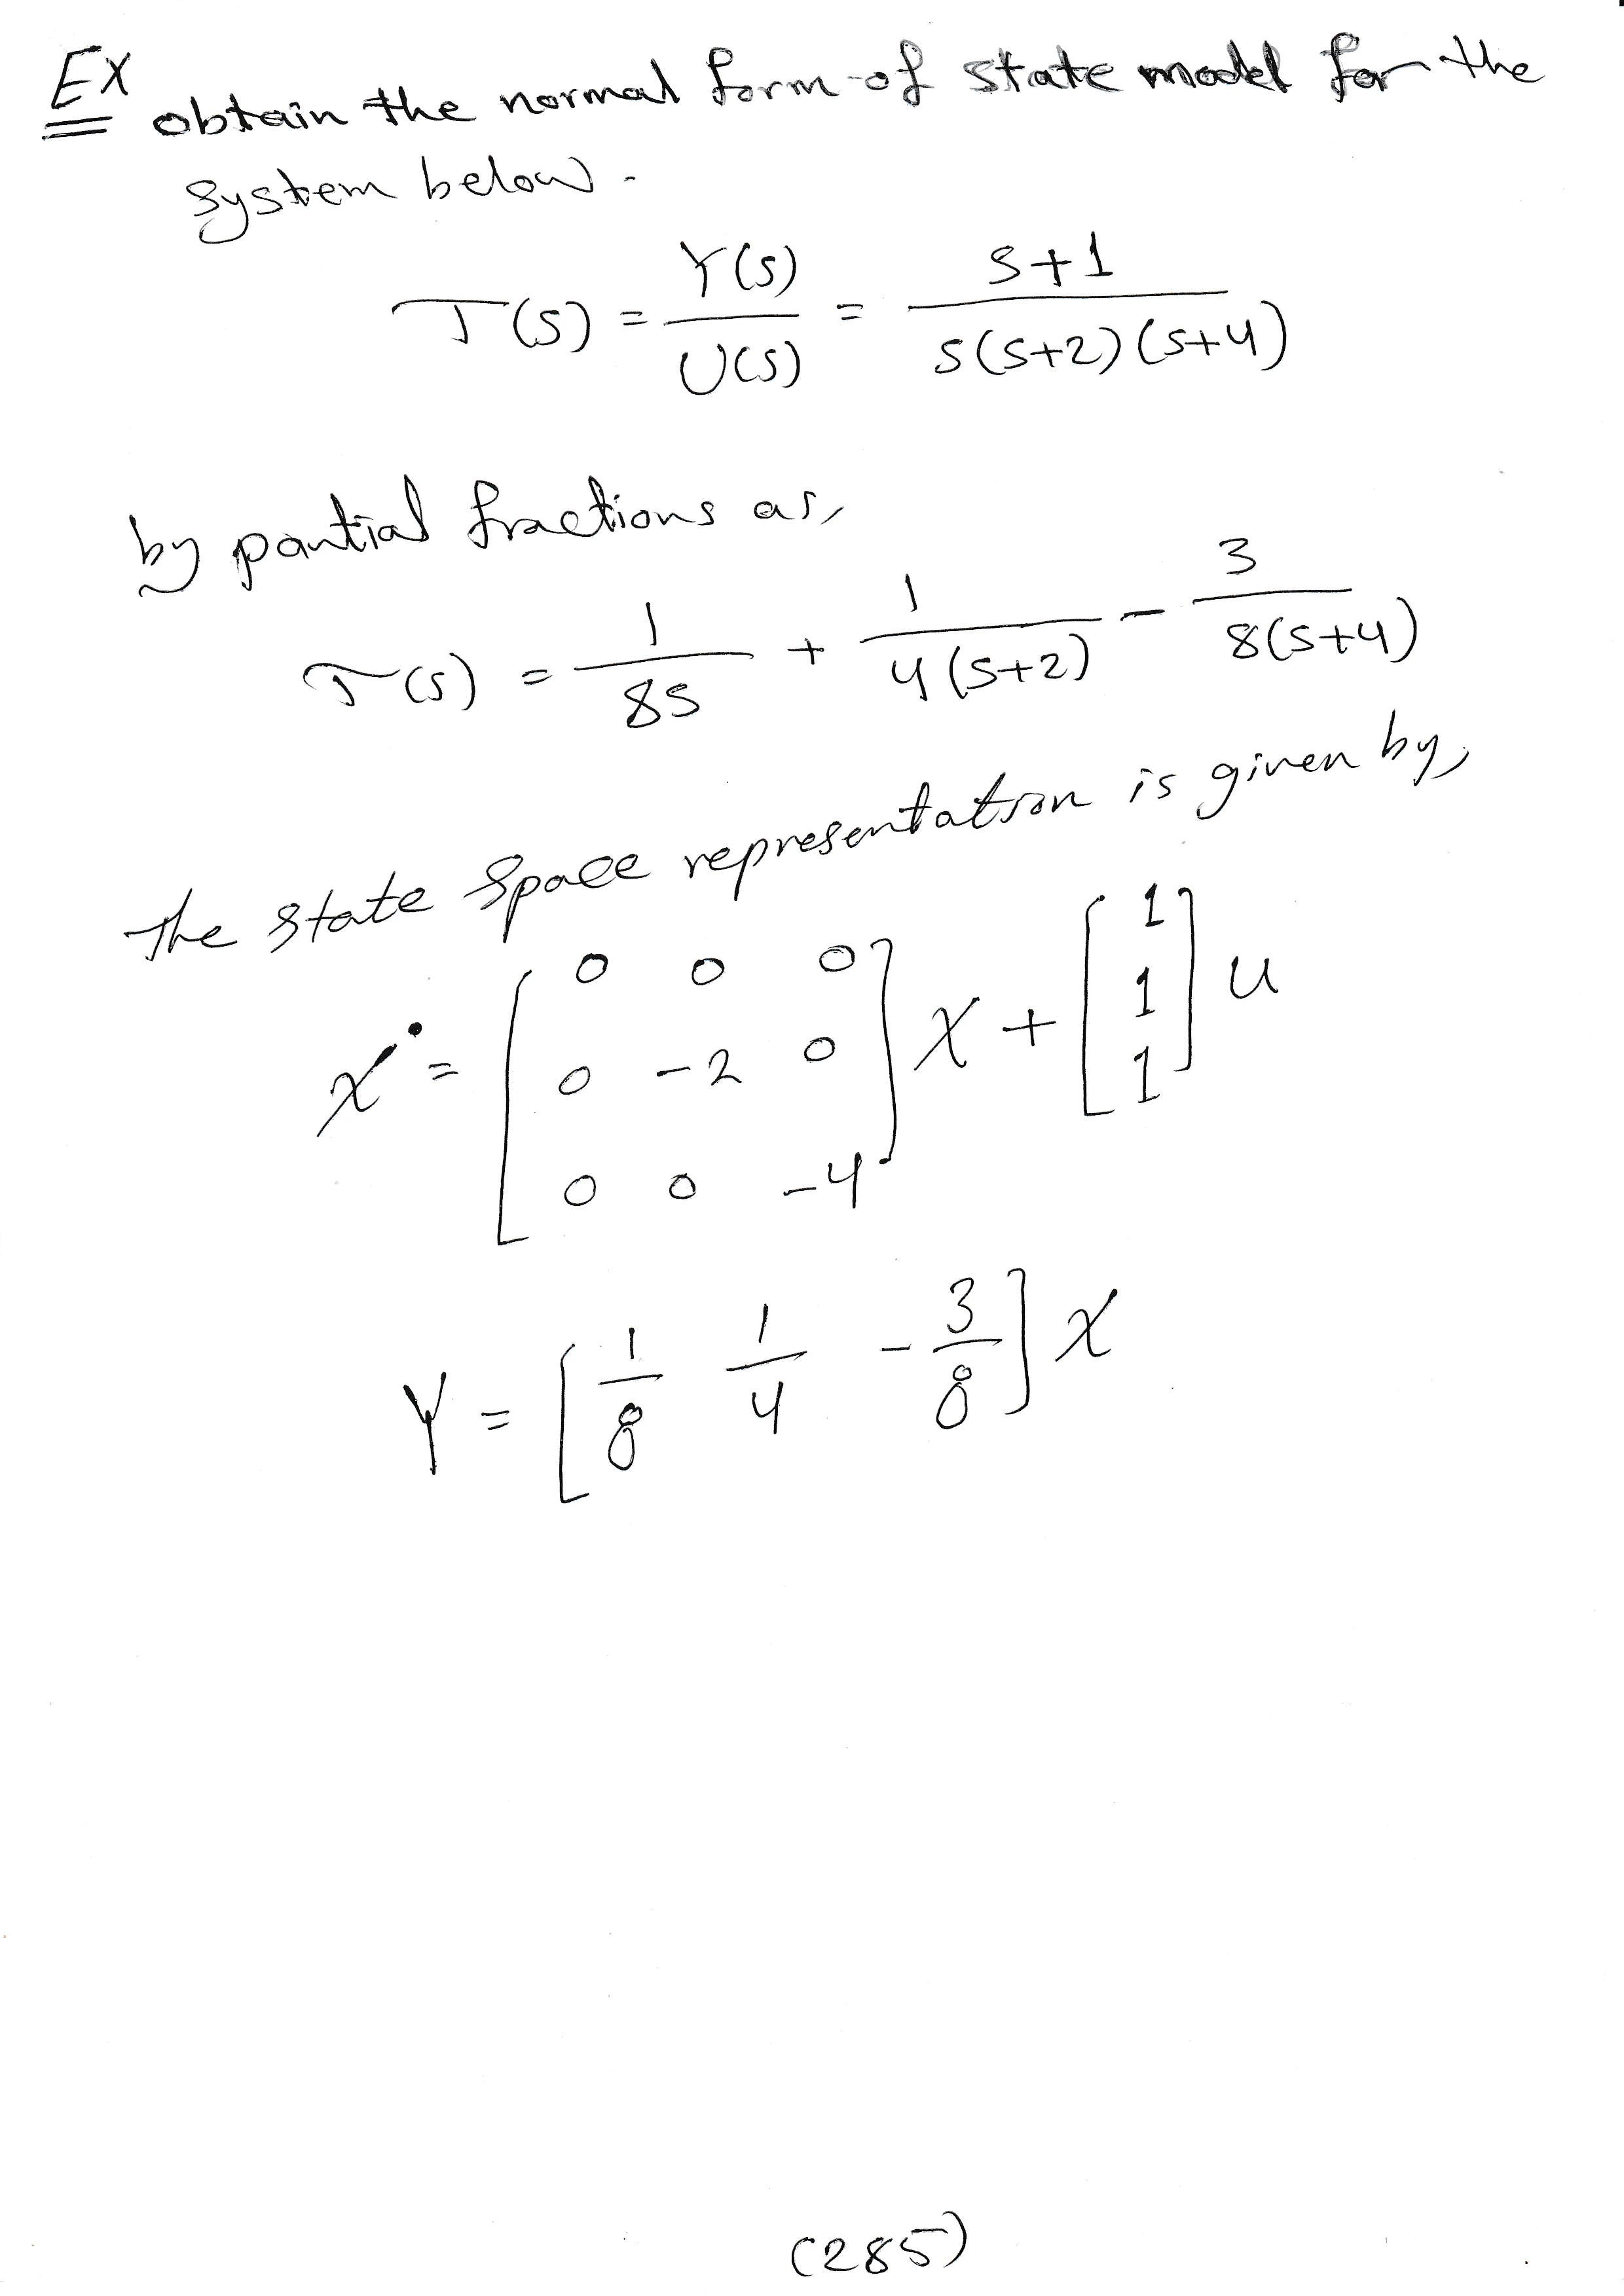 Ex obtain the normal form of state model for the
system below.
T(s) = Y(s)/U(s) = s+1/s(s+2)(s+4)
by partial fractions as,
T(s) = 1/8s + 1/4(s+2) - 3/8(s+4)
The state space representation is given by,
ẋ = [0 0 0; 0 -2 0; 0 0 -4] x + [1; 1; 1] u
Y = [1/8 1/4 -3/8] x
(285)